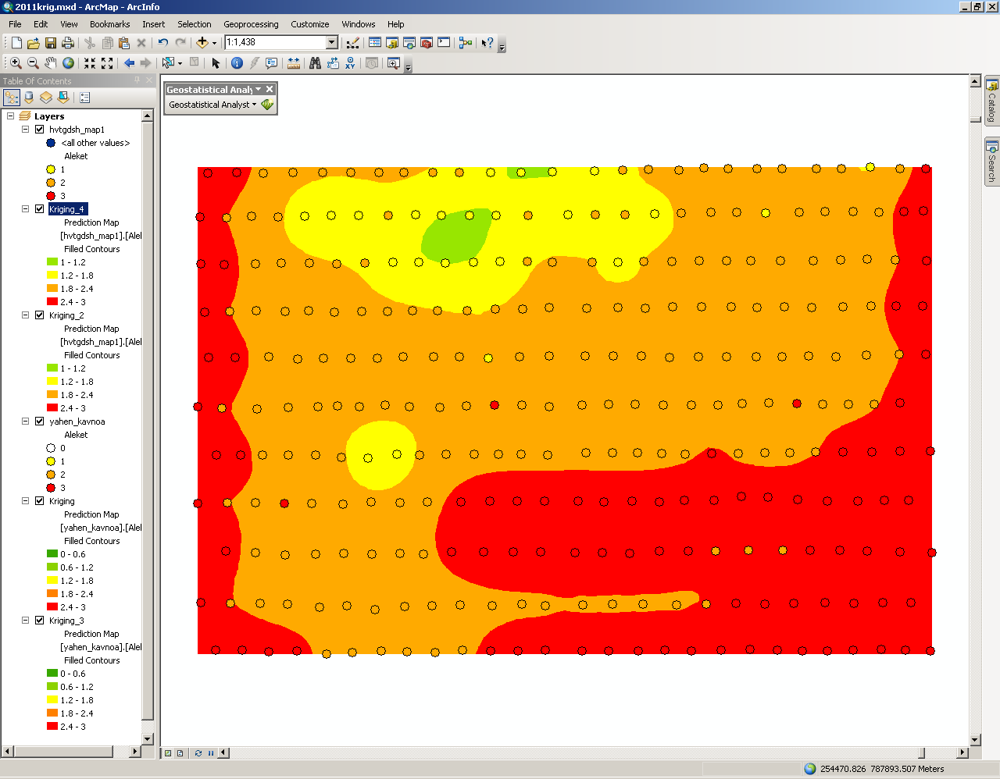 2011krig.mxd - ArcMap - ArcInfo
File Edit View Bookmarks Insert Selection Geoprocessing Customize Windows Help
1:1,438
Table Of Contents
Layers
hvtgdsh_map1
<all other values>
Aleket
1
2
3
Kriging_4
Prediction Map
[hvtgdsh_map1].[Alel
Filled Contours
1 - 1.2
1.2 - 1.8
1.8 - 2.4
2.4 - 3
Kriging_2
Prediction Map
[hvtgdsh_map1].[Alel
Filled Contours
1 - 1.2
1.2 - 1.8
1.8 - 2.4
2.4 - 3
yahen_kavnoa
Aleket
0
1
2
3
Kriging
Prediction Map
[yahen_kavnoa].[Alel
Filled Contours
0 - 0.6
0.6 - 1.2
1.2 - 1.8
1.8 - 2.4
2.4 - 3
Kriging_3
Prediction Map
[yahen_kavnoa].[Alel
Filled Contours
0 - 0.6
0.6 - 1.2
1.2 - 1.8
1.8 - 2.4
2.4 - 3
Geostatistical Analy
Geostatistical Analyst
Catalog
Search
254470.826 787893.507 Meters